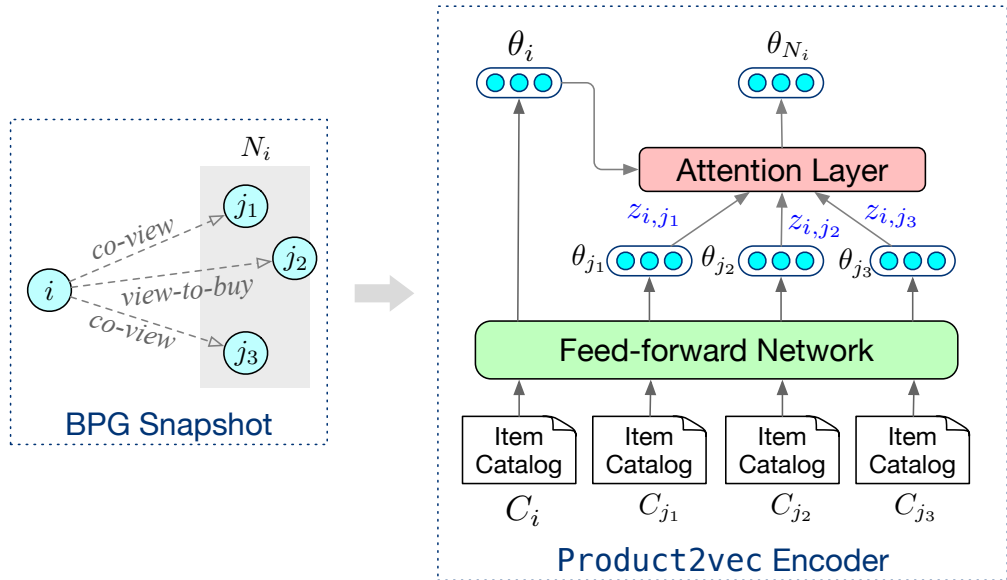 N_i
j_1
co-view
j_2
i
view-to-buy
co-view
j_3
BPG Snapshot
θ_i
θ_{N_i}
Attention Layer
z_{i,j_1}
z_{i,j_2}
z_{i,j_3}
θ_{j_1}
θ_{j_2}
θ_{j_3}
Feed-forward Network
Item
Catalog
Item
Catalog
Item
Catalog
Item
Catalog
C_i
C_{j_1}
C_{j_2}
C_{j_3}
Product2vec Encoder